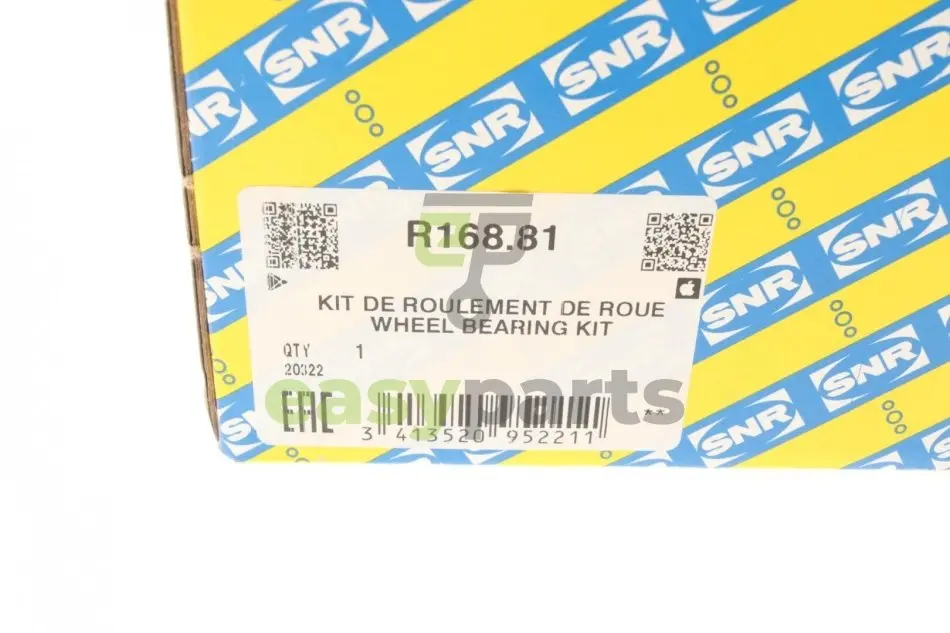 SNR
SNR
SNR
SNR
SNR
SNR
SNR
SNR
SNR
SNR
R168.81
KIT DE ROULEMENT DE ROUE
WHEEL BEARING KIT
QTY 1
20322
easyparts
EAC
**
3 413520 952211